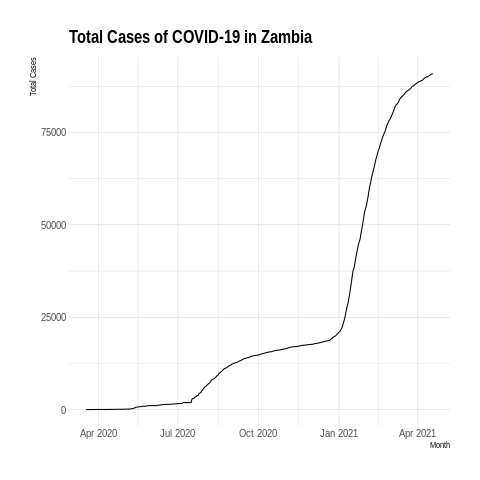 Total Cases of COVID-19 in Zambia
Total Cases
75000
50000
25000
0
Apr 2020 Jul 2020 Oct 2020 Jan 2021 Apr 2021
Month